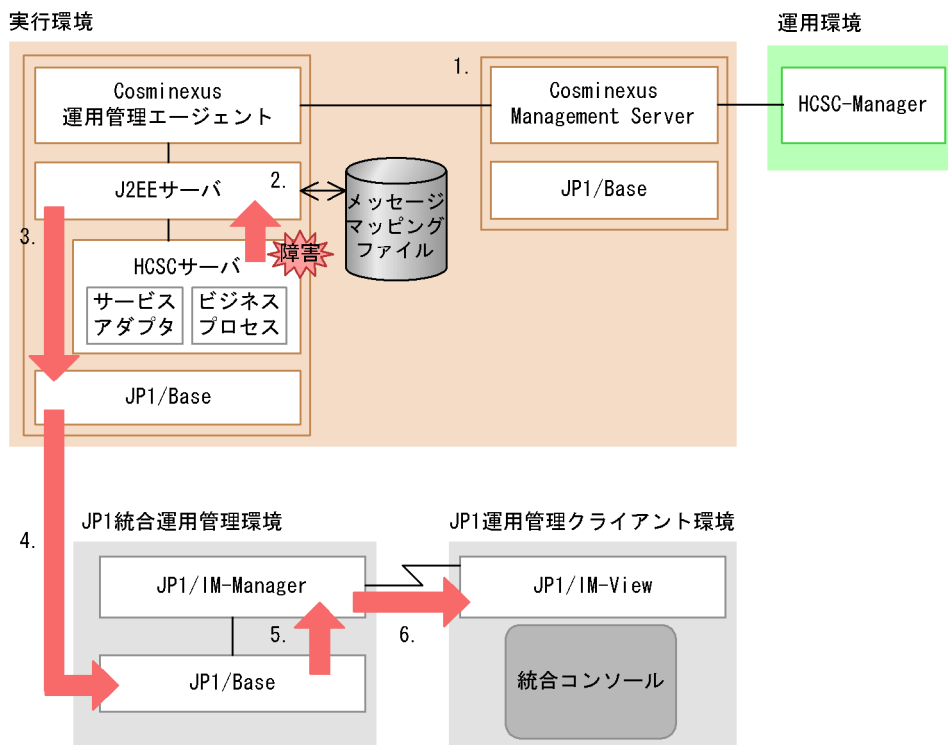 実行環境
運用環境
1.
Cosminexus
運用管理エージェント
Cosminexus
Management Server
HCSC-Manager
J2EEサーバ
2.
メッセージ
マッピング
ファイル
JP1/Base
3.
障害
HCSCサーバ
サービス
アダプタ
ビジネス
プロセス
JP1/Base
4.
JP1統合運用管理環境
JP1運用管理クライアント環境
JP1/IM-Manager
JP1/IM-View
5.
6.
JP1/Base
統合コンソール